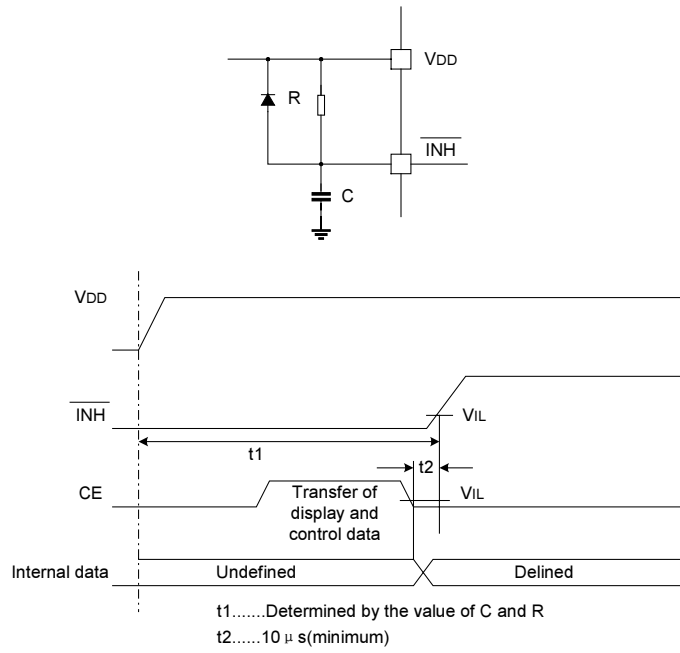 VDD
R
INH
C
VDD
INH
VIL
t1
t2
CE
Transfer of
display and
control data
VIL
Internal data
Undefined
Delined
t1.......Determined by the value of C and R
t2......10 μ s(minimum)